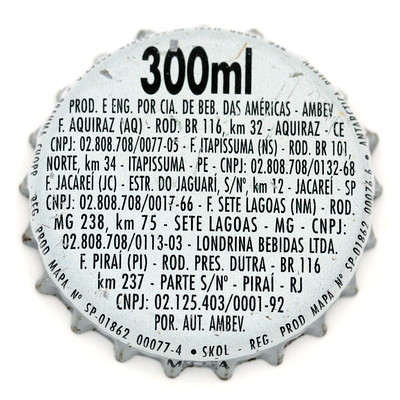 300ml
PROD. E ENG. POR CIA. DE BEB. DAS AMÉRICAS - AMBEV
F. AQUIRAZ (AQ) - ROD. BR 116, km 32 - AQUIRAZ - CE
CNPJ: 02.808.708/0077-05 - F. ITAPISSUMA (NS) - ROD. BR 101,
NORTE, km 34 - ITAPISSUMA - PE - CNPJ: 02.808.708/0132-68
F. JACAREÍ (JC) - ESTR. DO JAGUARÍ, S/Nº, km 12 - JACAREÍ - SP
CNPJ: 02.808.708/0017-66 - F. SETE LAGOAS (NM) - ROD.
MG 238, km 75 - SETE LAGOAS - MG - CNPJ:
02.808.708/0113-03 - LONDRINA BEBIDAS LTDA.
F. PIRAÍ (PI) - ROD. PRES. DUTRA - BR 116
km 237 - PARTE S/Nº - PIRAÍ - RJ
CNPJ: 02.125.403/0001-92
POR. AUT. AMBEV.
REG. PROD MAPA Nº SP-01862 00077-4 • SKOL - REG. PROD MAPA Nº SP-01862 00077-4